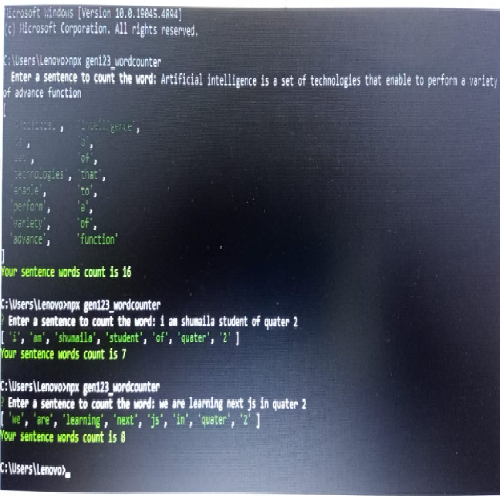 Microsoft Windows [Version 10.0.19045.4894]
(c) Microsoft Corporation. All rights reserved.
C:\Users\Lenovo>npx gen123_wordcounter
? Enter a sentence to count the word: Artificial intelligence is a set of technologies that enable to perform a variety
of advance function
[
'Artificial', 'intelligence',
'is', 'a',
'set', 'of',
'technologies', 'that',
'enable', 'to',
'perform', 'a',
'variety', 'of',
'advance', 'function'
]
Your sentence words count is 16
C:\Users\Lenovo>npx gen123_wordcounter
? Enter a sentence to count the word: i am shumaila student of quater 2
[ 'i', 'am', 'shumaila', 'student', 'of', 'quater', '2' ]
Your sentence words count is 7
C:\Users\Lenovo>npx gen123_wordcounter
? Enter a sentence to count the word: we are learning next js in quater 2
[ 'we', 'are', 'learning', 'next', 'js', 'in', 'quater', '2' ]
Your sentence words count is 8
C:\Users\Lenovo>